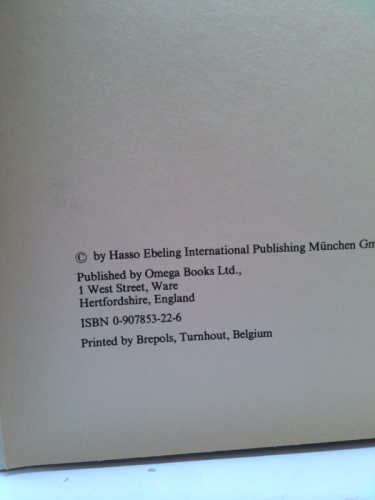 © by Hasso Ebeling International Publishing München
Published by Omega Books Ltd.,
1 West Street, Ware
Hertfordshire, England
ISBN 0-907853-22-6
Printed by Brepols, Turnhout, Belgium